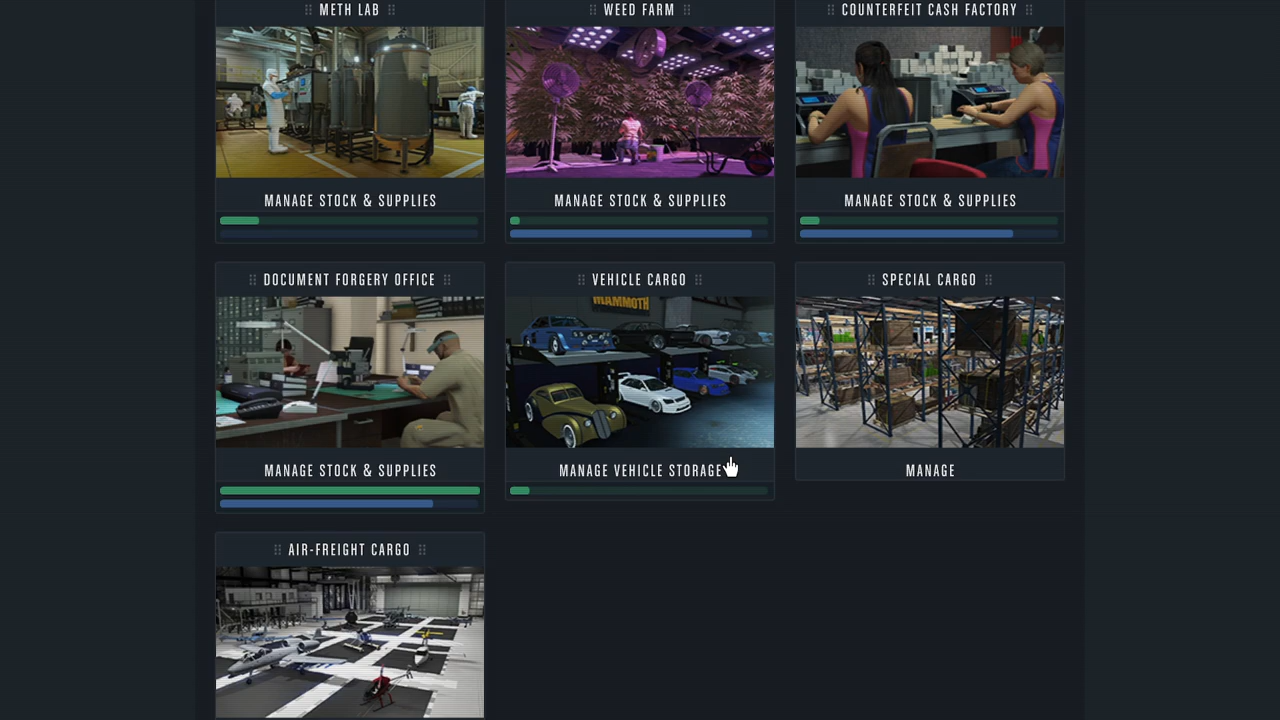 METH LAB
WEED FARM
COUNTERFEIT CASH FACTORY
MANAGE STOCK & SUPPLIES
MANAGE STOCK & SUPPLIES
MANAGE STOCK & SUPPLIES
DOCUMENT FORGERY OFFICE
VEHICLE CARGO
SPECIAL CARGO
MAMMOTH
MANAGE STOCK & SUPPLIES
MANAGE VEHICLE STORAGE
MANAGE
AIR-FREIGHT CARGO